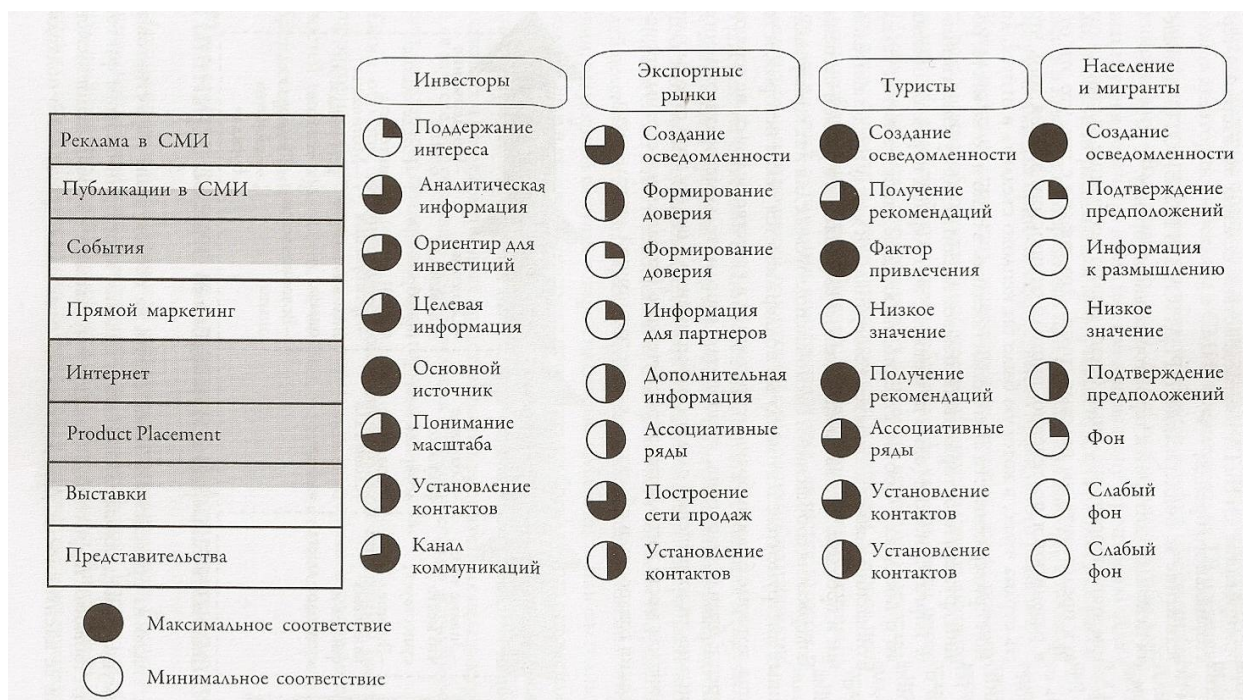 Инвесторы
Экспортные
рынки
Туристы
Население
и мигранты
Реклама в СМИ
Поддержание
интереса
Создание
осведомленности
Создание
осведомленности
Создание
осведомленности
Публикации в СМИ
Аналитическая
информация
Формирование
доверия
Получение
рекомендаций
Подтверждение
предположений
События
Ориентир для
инвестиций
Формирование
доверия
Фактор
привлечения
Информация
к размышлению
Прямой маркетинг
Целевая
информация
Информация
для партнеров
Низкое
значение
Низкое
значение
Интернет
Основной
источник
Дополнительная
информация
Получение
рекомендаций
Подтверждение
предположений
Product Placement
Понимание
масштаба
Ассоциативные
ряды
Ассоциативные
ряды
Фон
Выставки
Установление
контактов
Построение
сети продаж
Установление
контактов
Слабый
фон
Представительства
Канал
коммуникаций
Установление
контактов
Установление
контактов
Слабый
фон
Максимальное соответствие
Минимальное соответствие